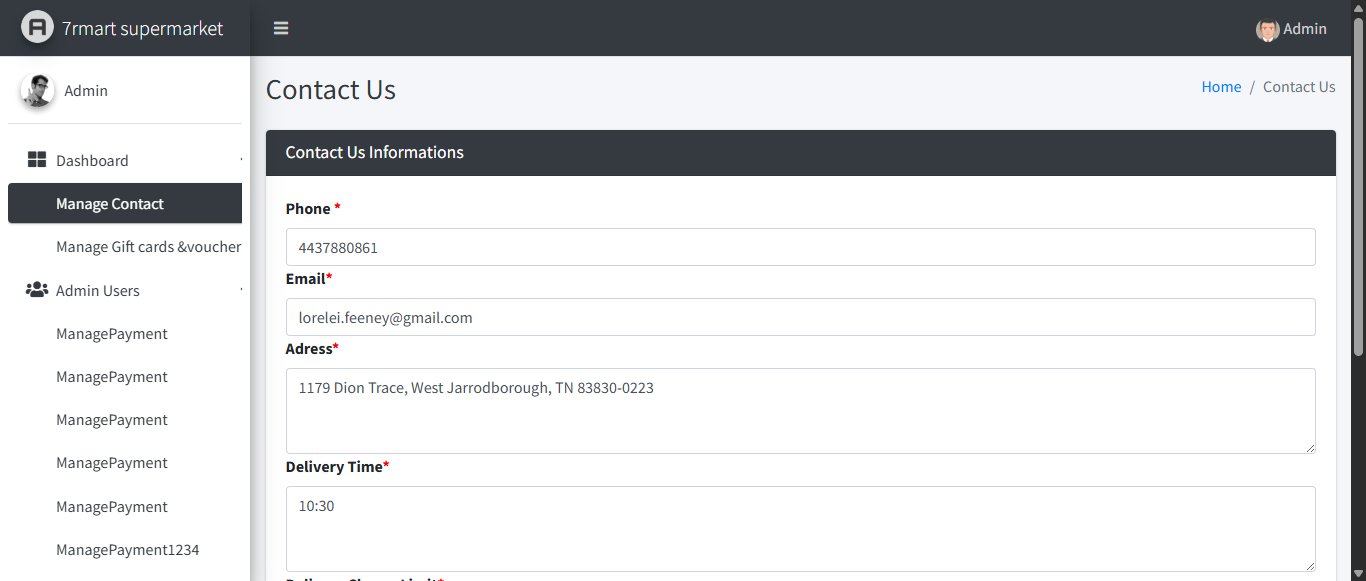 7rmart supermarket
Admin
Admin
Dashboard
Manage Contact
Manage Gift cards &voucher
Admin Users
ManagePayment
ManagePayment
ManagePayment
ManagePayment
ManagePayment
ManagePayment1234
Contact Us
Home / Contact Us
Contact Us Informations
Phone *
4437880861
Email*
lorelei.feeney@gmail.com
Adress*
1179 Dion Trace, West Jarrodborough, TN 83830-0223
Delivery Time*
10:30